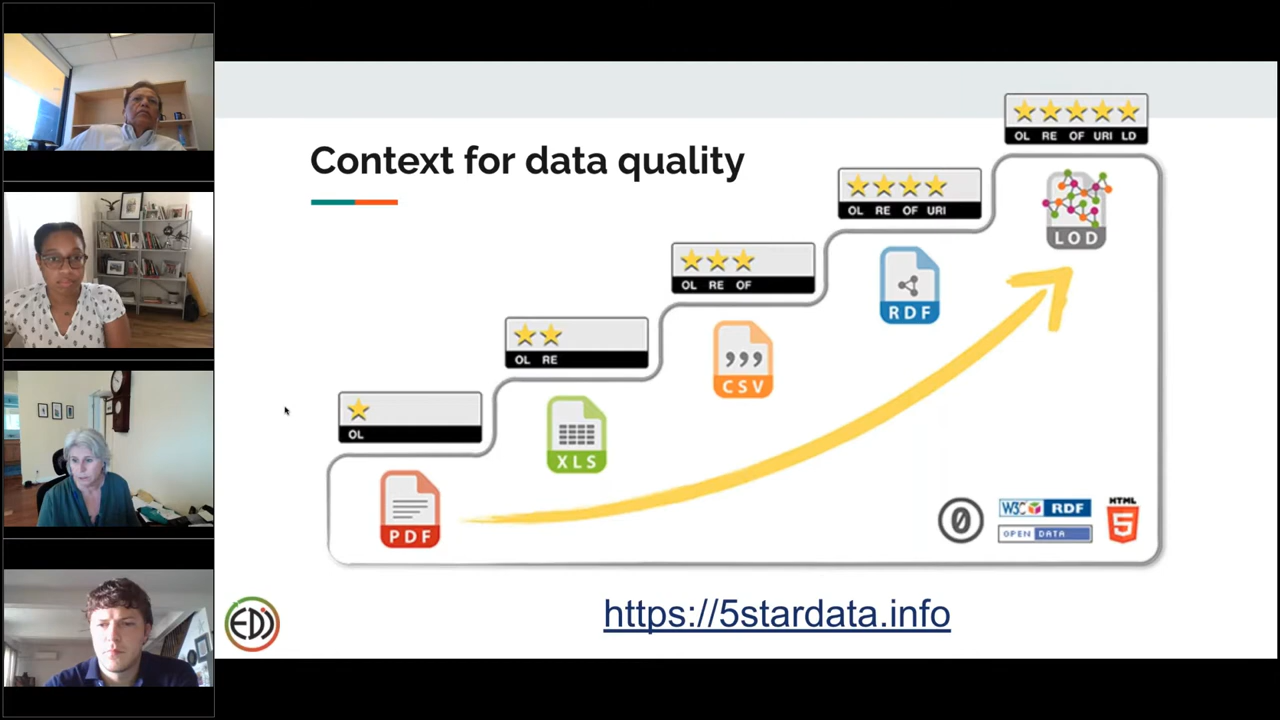 Context for data quality
OL
PDF
OL RE
XLS
OL RE OF
CSV
OL RE OF URI
RDF
OL RE OF URI LD
LOD
0
W3C RDF
OPEN DATA
HTML
5
EDI
https://5stardata.info